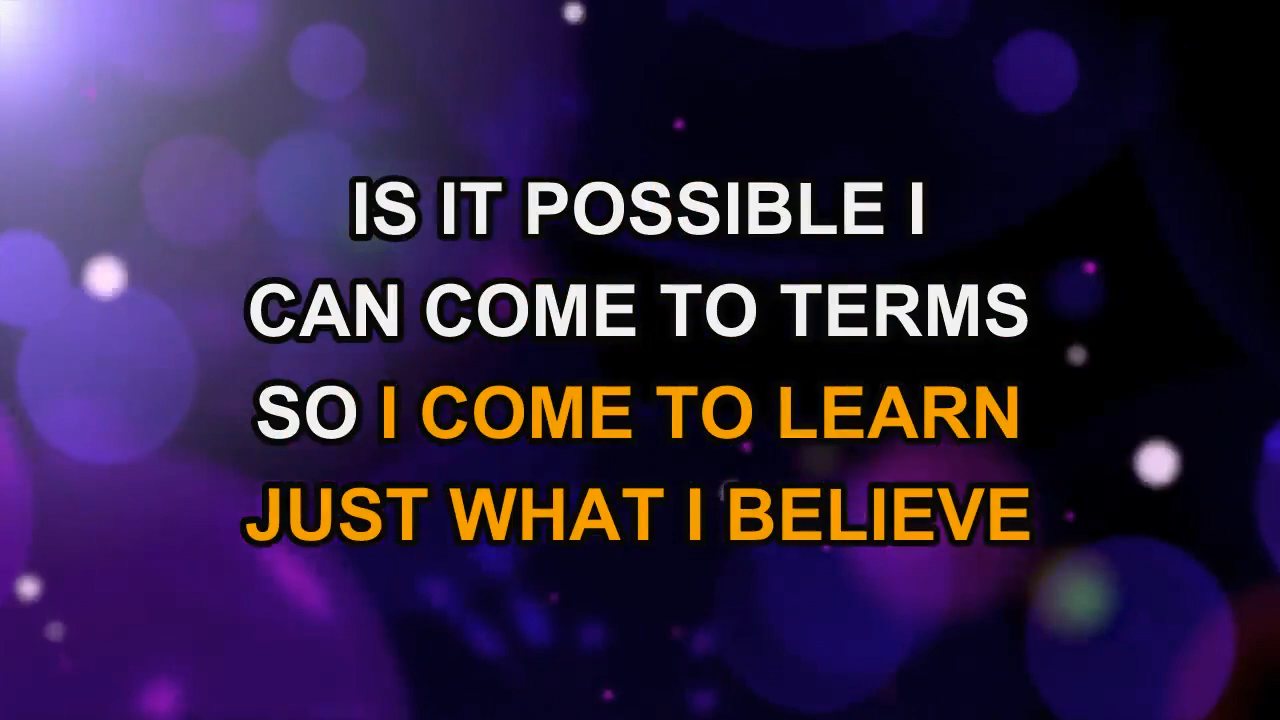 IS IT POSSIBLE I
CAN COME TO TERMS
SO I COME TO LEARN
JUST WHAT I BELIEVE